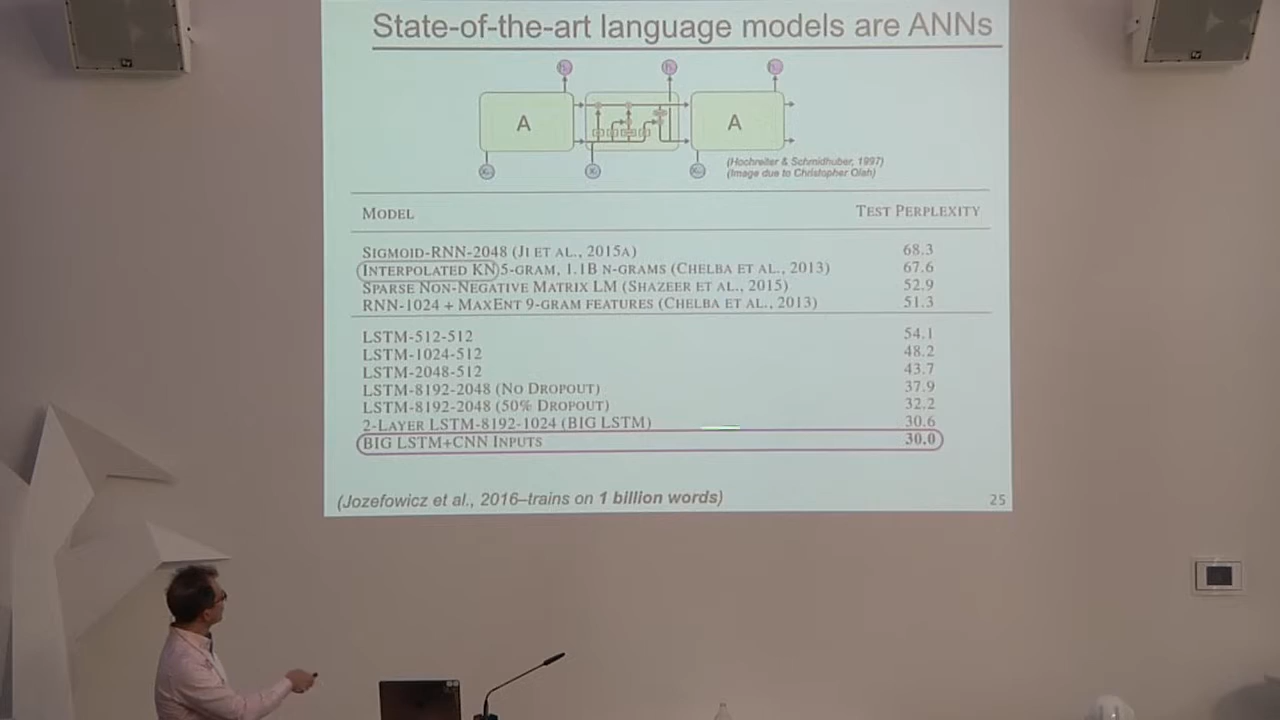 State-of-the-art language models are ANNs
A
A
(Hochreiter & Schmidhuber, 1997)
(Image due to Christopher Olah)
MODEL TEST PERPLEXITY
SIGMOID-RNN-2048 (JI ET AL., 2015A) 68.3
INTERPOLATED KN 5-GRAM, 1.1B N-GRAMS (CHELBA ET AL., 2013) 67.6
SPARSE NON-NEGATIVE MATRIX LM (SHAZEER ET AL., 2015) 52.9
RNN-1024 + MAXENT 9-GRAM FEATURES (CHELBA ET AL., 2013) 51.3
LSTM-512-512 54.1
LSTM-1024-512 48.2
LSTM-2048-512 43.7
LSTM-8192-2048 (NO DROPOUT) 37.9
LSTM-8192-2048 (50% DROPOUT) 32.2
2-LAYER LSTM-8192-1024 (BIG LSTM) 30.6
BIG LSTM+CNN INPUTS 30.0
(Jozefowicz et al., 2016–trains on 1 billion words)
25